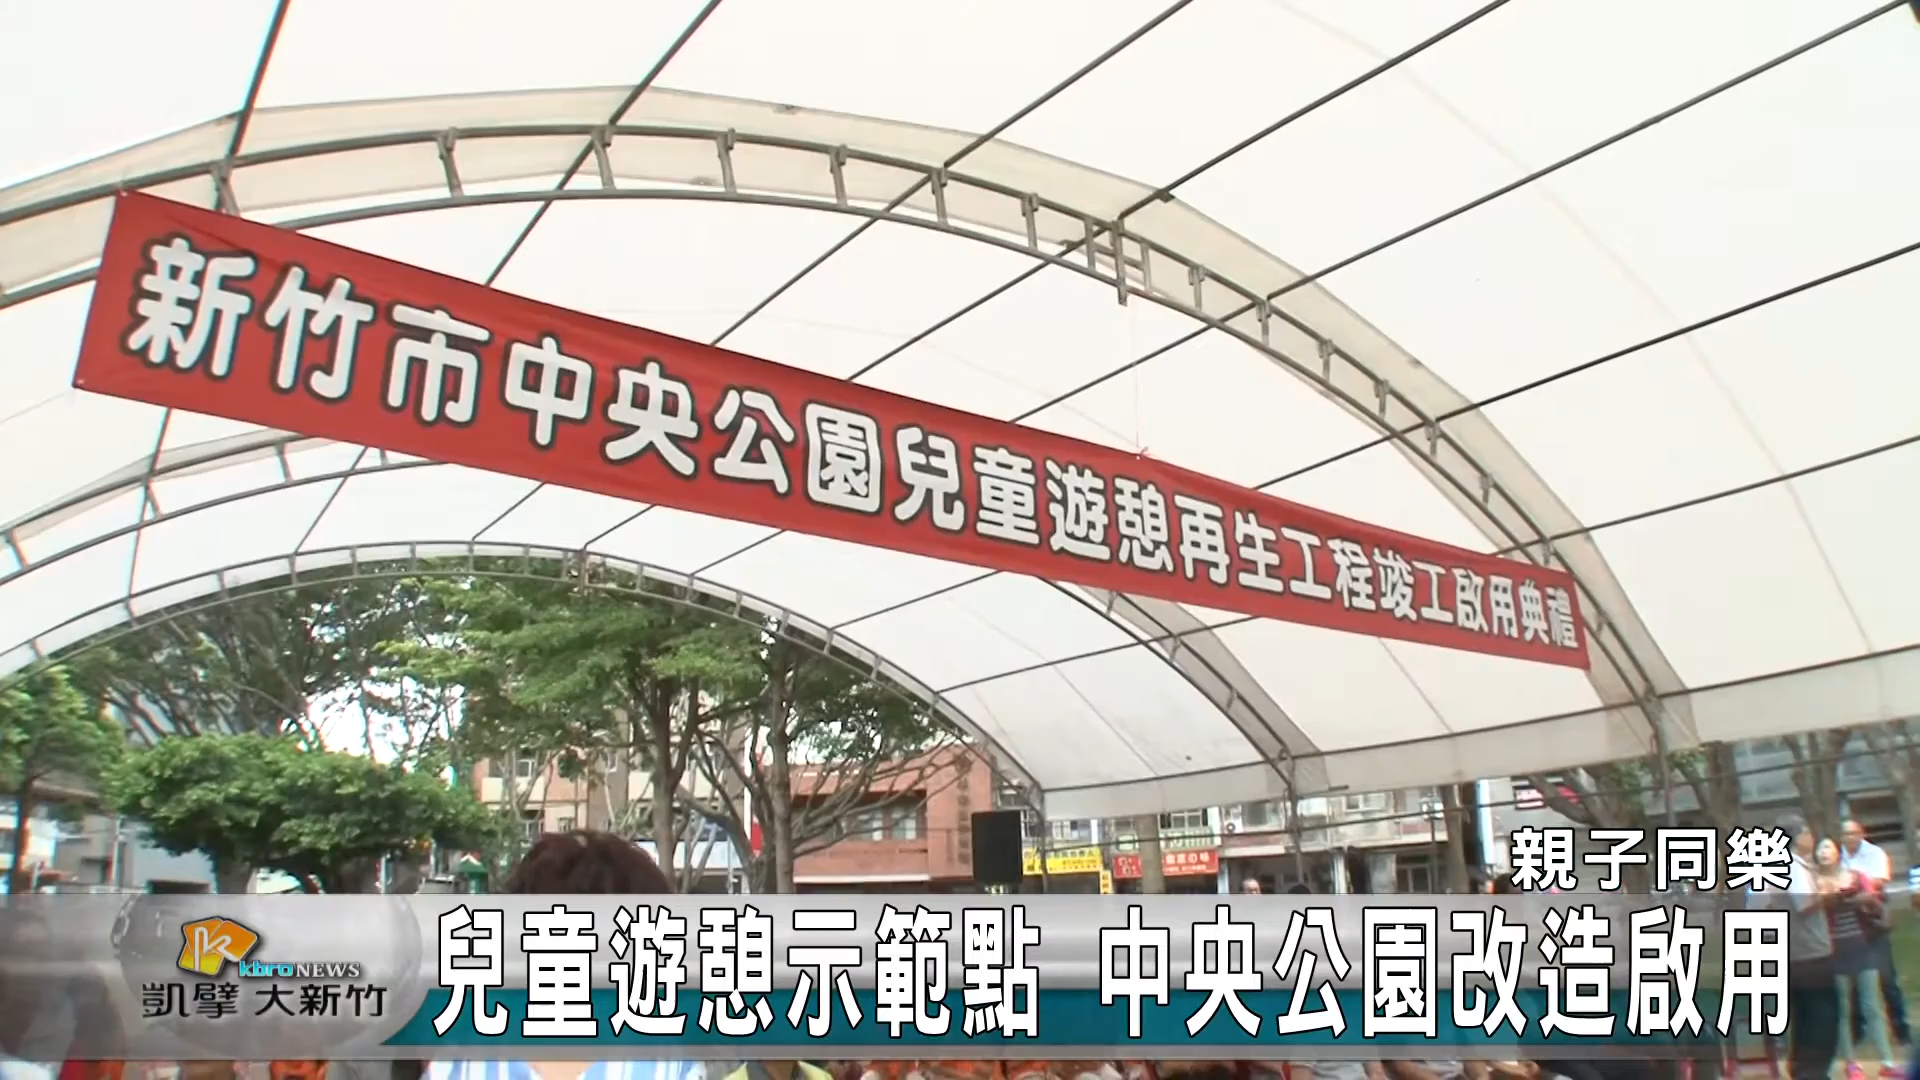 新竹市中央公園兒童遊憩再生工程竣工啟用典禮
親子同樂
兒童遊憩示範點 中央公園改造啟用
kbro NEWS
凱擘 大新竹